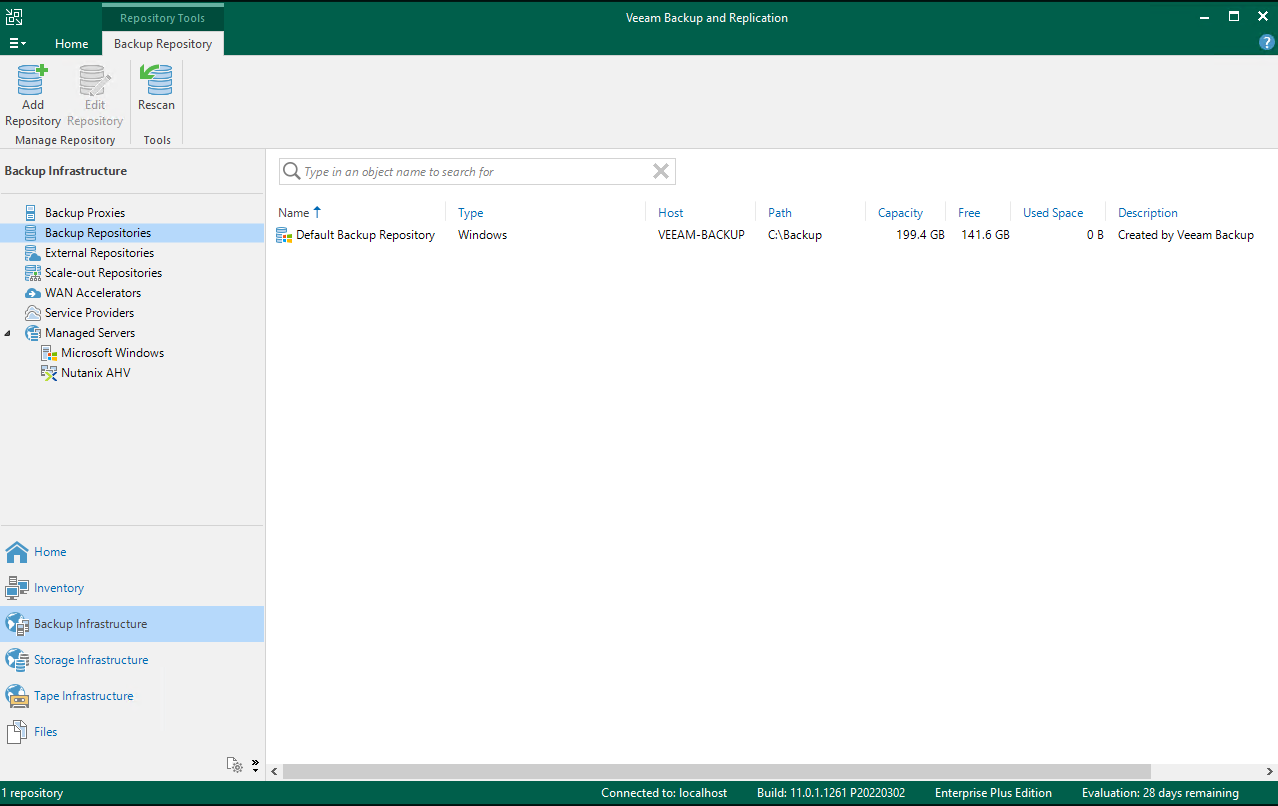 Repository Tools
Veeam Backup and Replication
Home
Backup Repository
Add Repository
Edit Repository
Rescan
Manage Repository
Tools
Backup Infrastructure
Backup Proxies
Backup Repositories
External Repositories
Scale-out Repositories
WAN Accelerators
Service Providers
Managed Servers
Microsoft Windows
Nutanix AHV
Home
Inventory
Backup Infrastructure
Storage Infrastructure
Tape Infrastructure
Files
Type in an object name to search for
Name Type Host Path Capacity Free Used Space Description
Default Backup Repository Windows VEEAM-BACKUP C:\Backup 199.4 GB 141.6 GB 0 B Created by Veeam Backup
1 repository
Connected to: localhost
Build: 11.0.1.1261 P20220302
Enterprise Plus Edition
Evaluation: 28 days remaining